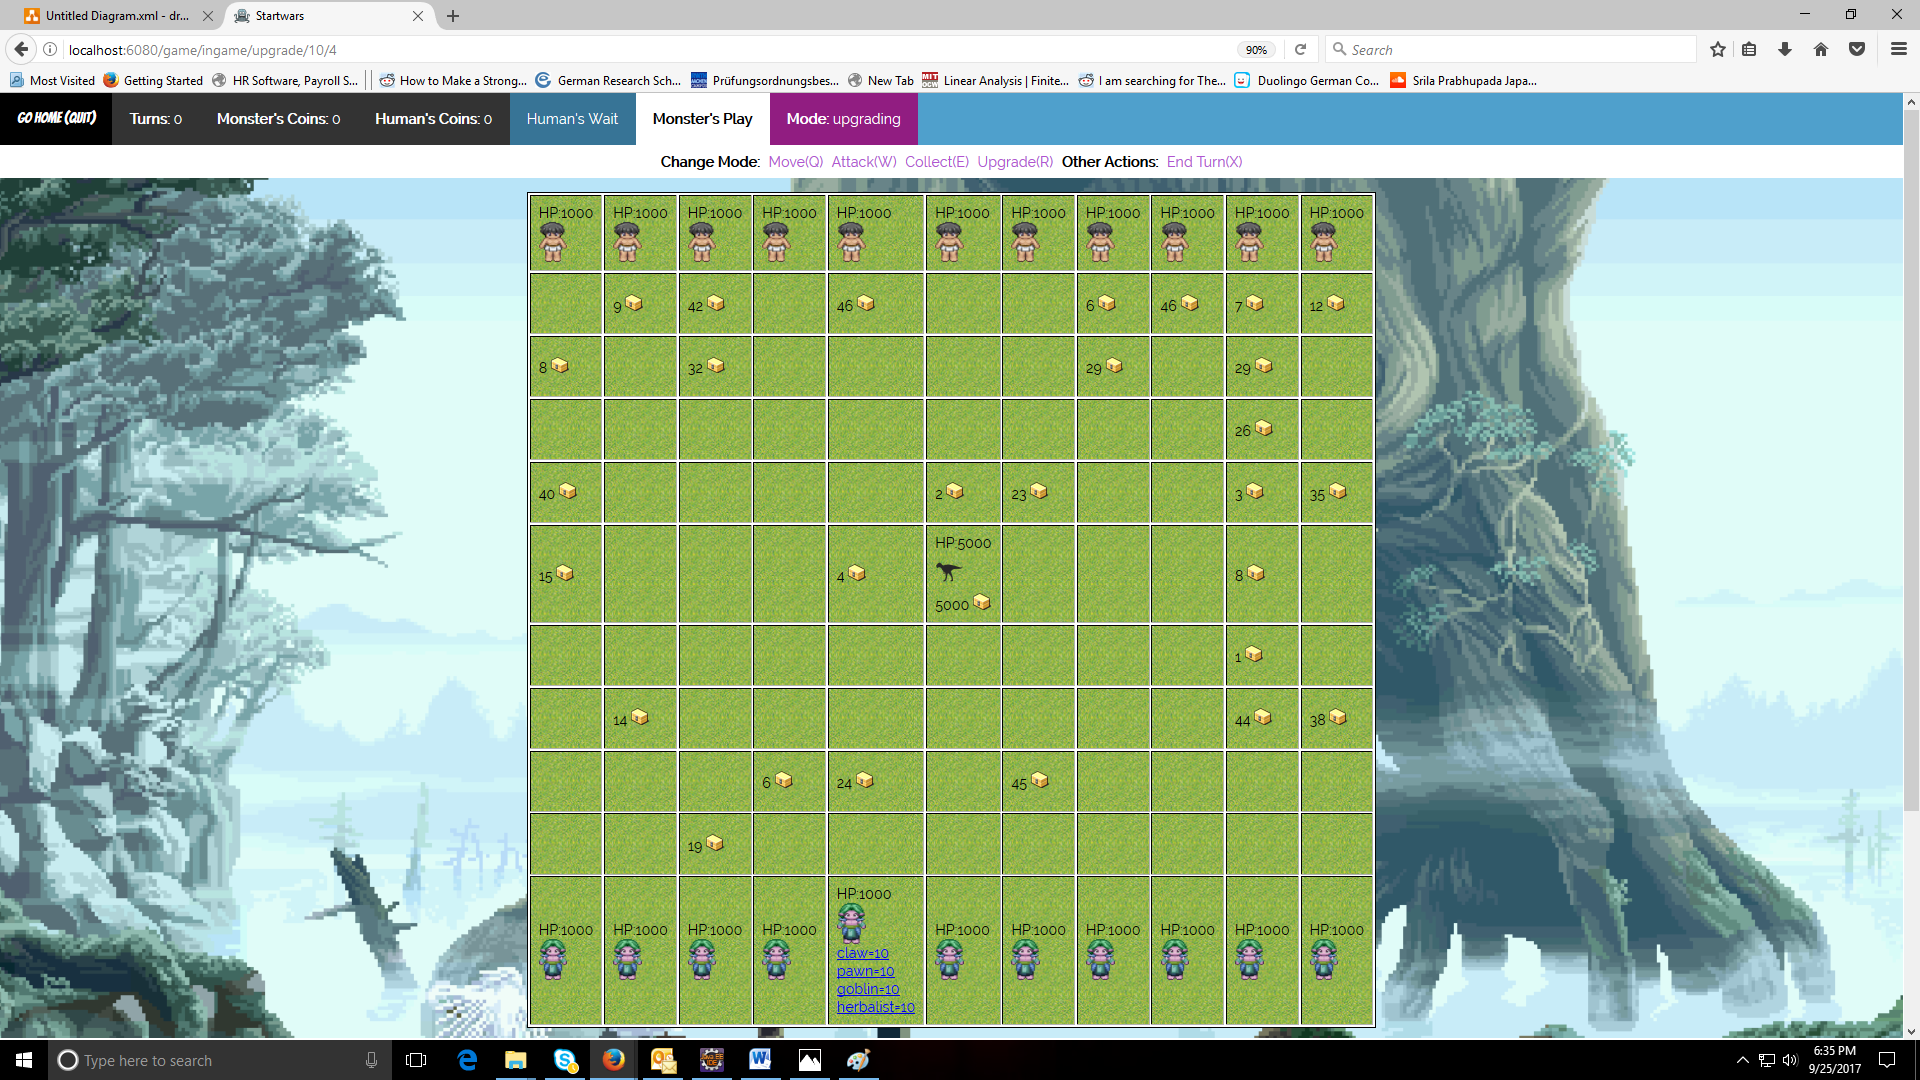 Untitled Diagram.xml - dr...
Startwars
localhost:6080/game/ingame/upgrade/10/4
90%
Search
Most Visited
Getting Started
HR Software, Payroll S...
How to Make a Strong...
German Research Sch...
Prüfungsordnungsbes...
New Tab
Linear Analysis | Finite...
I am searching for The...
Duolingo German Co...
Srila Prabhupada Japa...
GO HOME (QUIT)
Turns: 0
Monster's Coins: 0
Human's Coins: 0
Human's Wait
Monster's Play
Mode: upgrading
Change Mode: Move(Q) Attack(W) Collect(E) Upgrade(R) Other Actions: End Turn(X)
HP:1000 HP:1000 HP:1000 HP:1000 HP:1000 HP:1000 HP:1000 HP:1000 HP:1000 HP:1000 HP:1000
9 42 46 6 46 7 12
8 32 29 29
26
40 2 23 3 35
HP:5000
15 4 8
5000
1
14 44 38
6 24 45
19
HP:1000
HP:1000 HP:1000 HP:1000 HP:1000 HP:1000 HP:1000 HP:1000 HP:1000 HP:1000 HP:1000
claw=10
pawn=10
goblin=10
herbalist=10
Type here to search
6:35 PM
9/25/2017